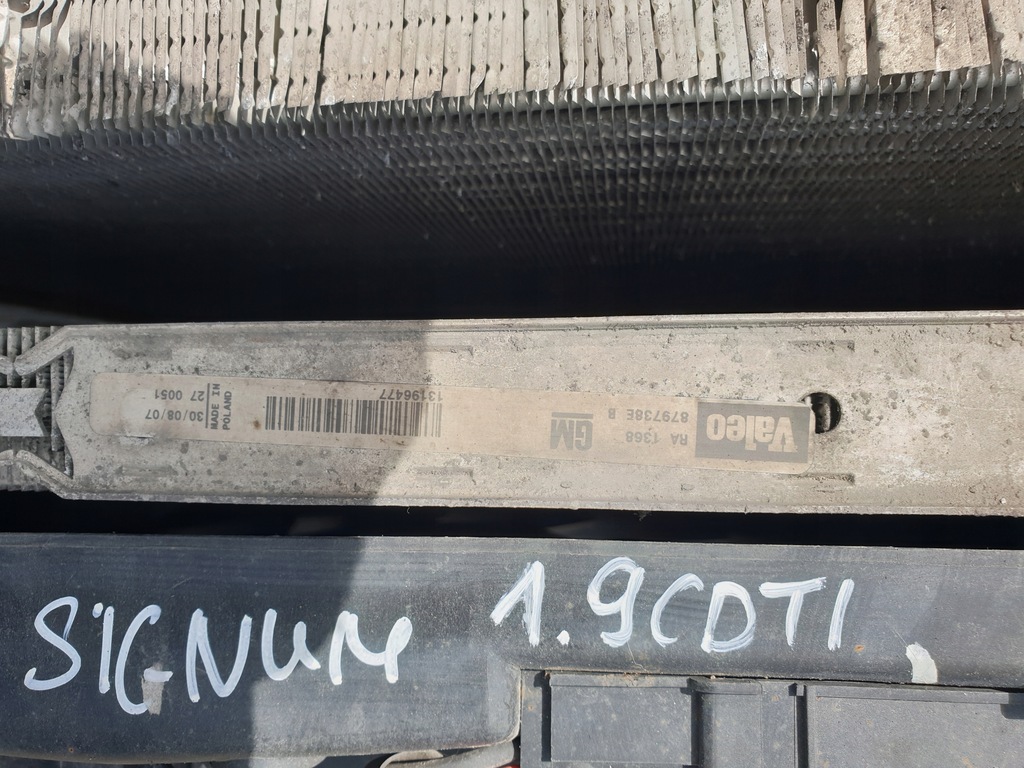 Valeo
RA 1368
879738E B
GM
13196477
MADE IN
POLAND
30/08/07
27 0051
SIGNUM 1.9CDTI